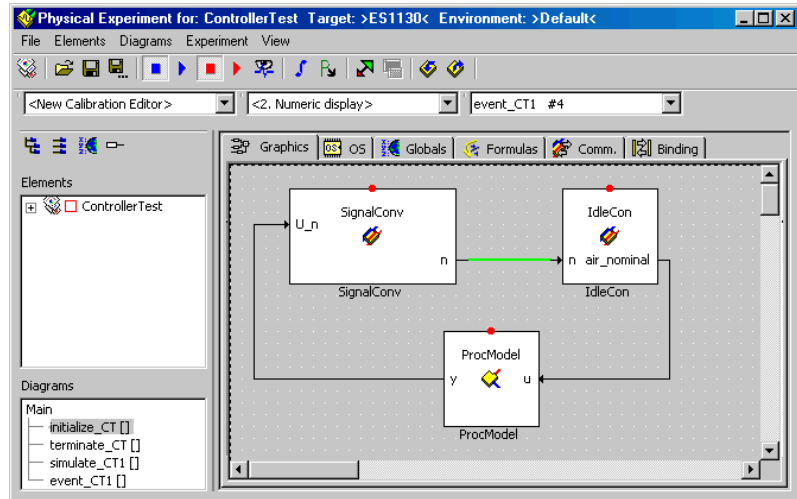 Physical Experiment for: ControllerTest Target: >ES1130< Environment: >Default<
File Elements Diagrams Experiment View
<New Calibration Editor> <2. Numeric display> event_CT1 #4
Graphics OS Globals Formulas Comm. Binding
Elements
ControllerTest
SignalConv IdleCon
U_n
n n air_nominal
SignalConv IdleCon
ProcModel
y u
ProcModel
Diagrams
Main
initialize_CT []
terminate_CT []
simulate_CT1 []
event_CT1 []